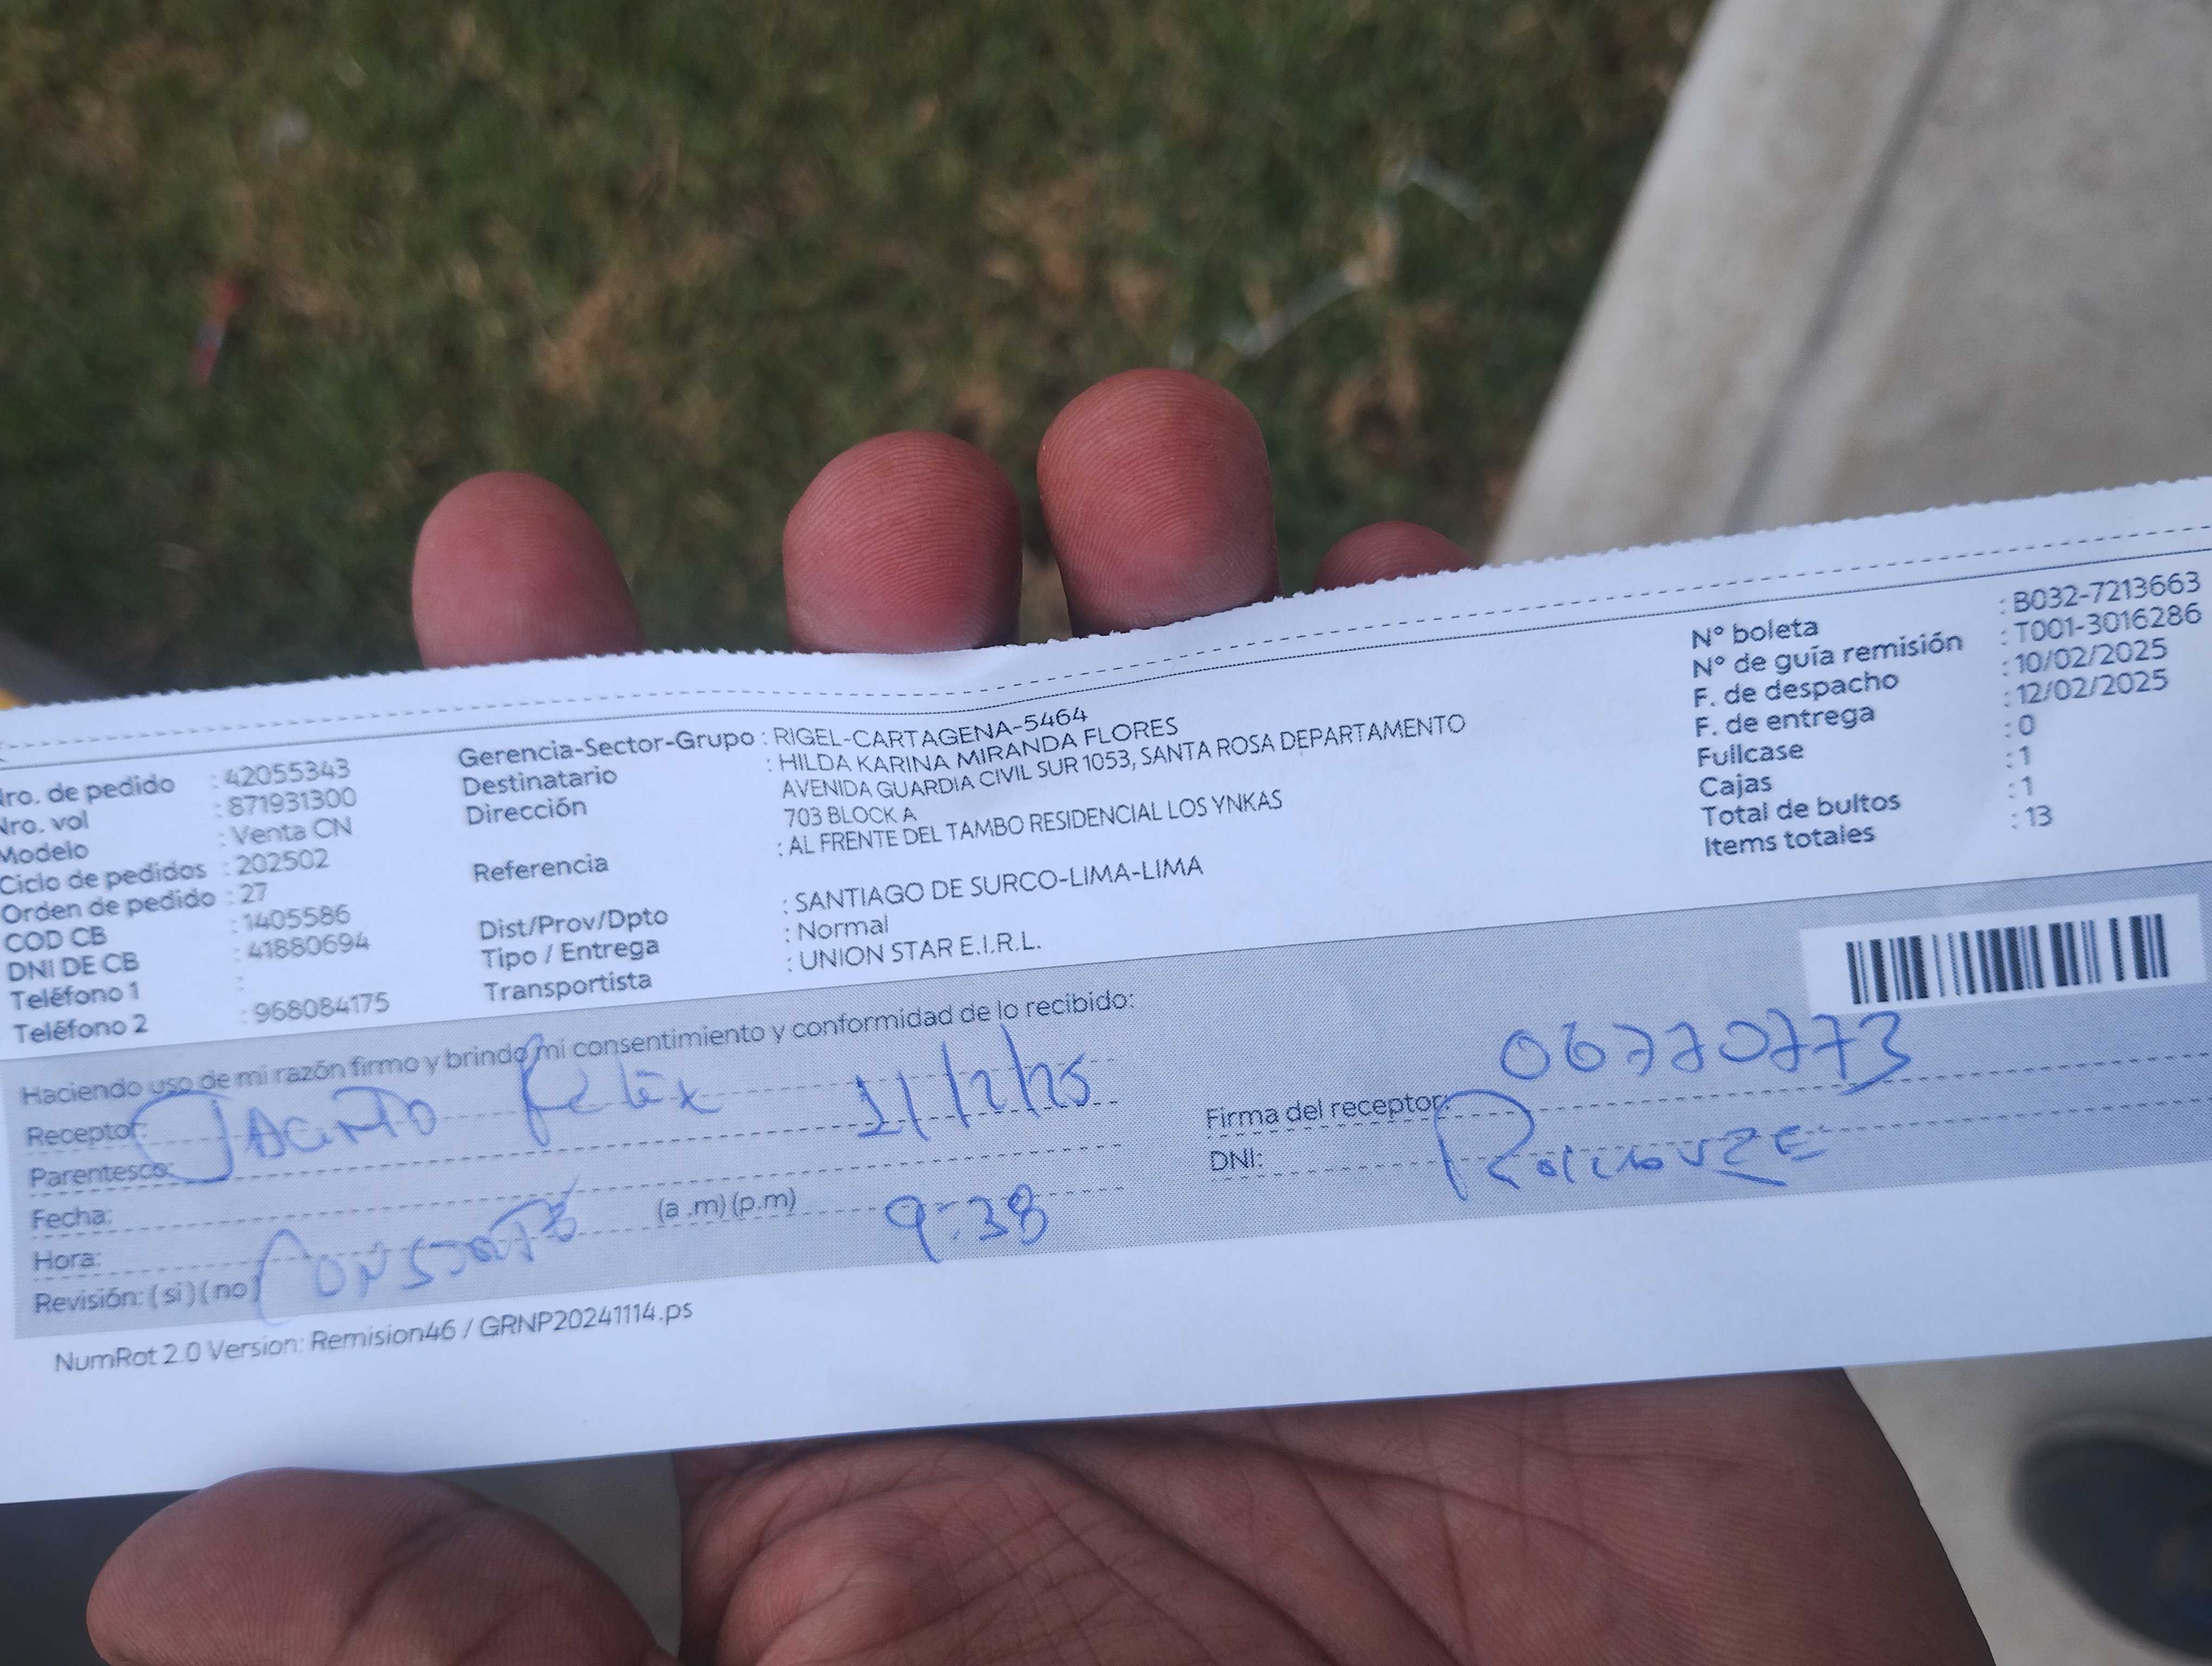 Nro. de pedido : 42055343
Nro. vol : 871931300
Modelo : Venta CN
Ciclo de pedidos : 202502
Orden de pedido : 27
COD CB : 1405586
DNI DE CB : 41880694
Teléfono 1 :
Teléfono 2 : 968084175
Gerencia-Sector-Grupo : RIGEL-CARTAGENA-5464
Destinatario : HILDA KARINA MIRANDA FLORES
Dirección AVENIDA GUARDIA CIVIL SUR 1053, SANTA ROSA DEPARTAMENTO
703 BLOCK A
Referencia : AL FRENTE DEL TAMBO RESIDENCIAL LOS YNKAS
Dist/Prov/Dpto : SANTIAGO DE SURCO-LIMA-LIMA
Tipo / Entrega : Normal
Transportista : UNION STAR E.I.R.L.
N° boleta : B032-7213663
N° de guía remisión : T001-3016286
F. de despacho : 10/02/2025
F. de entrega : 12/02/2025
Fullcase : 0
Cajas : 1
Total de bultos : 1
Items totales : 13
Haciendo uso de mi razón firmo y brindo mi consentimiento y conformidad de lo recibido:
Receptor: JACINTO Felix
Parentesco:
Fecha:
Hora: (a .m) (p.m) 9:38
Revisión: ( si ) ( no )
Firma del receptor:
DNI:
NumRot 2.0 Version: Remision46 / GRNP20241114.ps